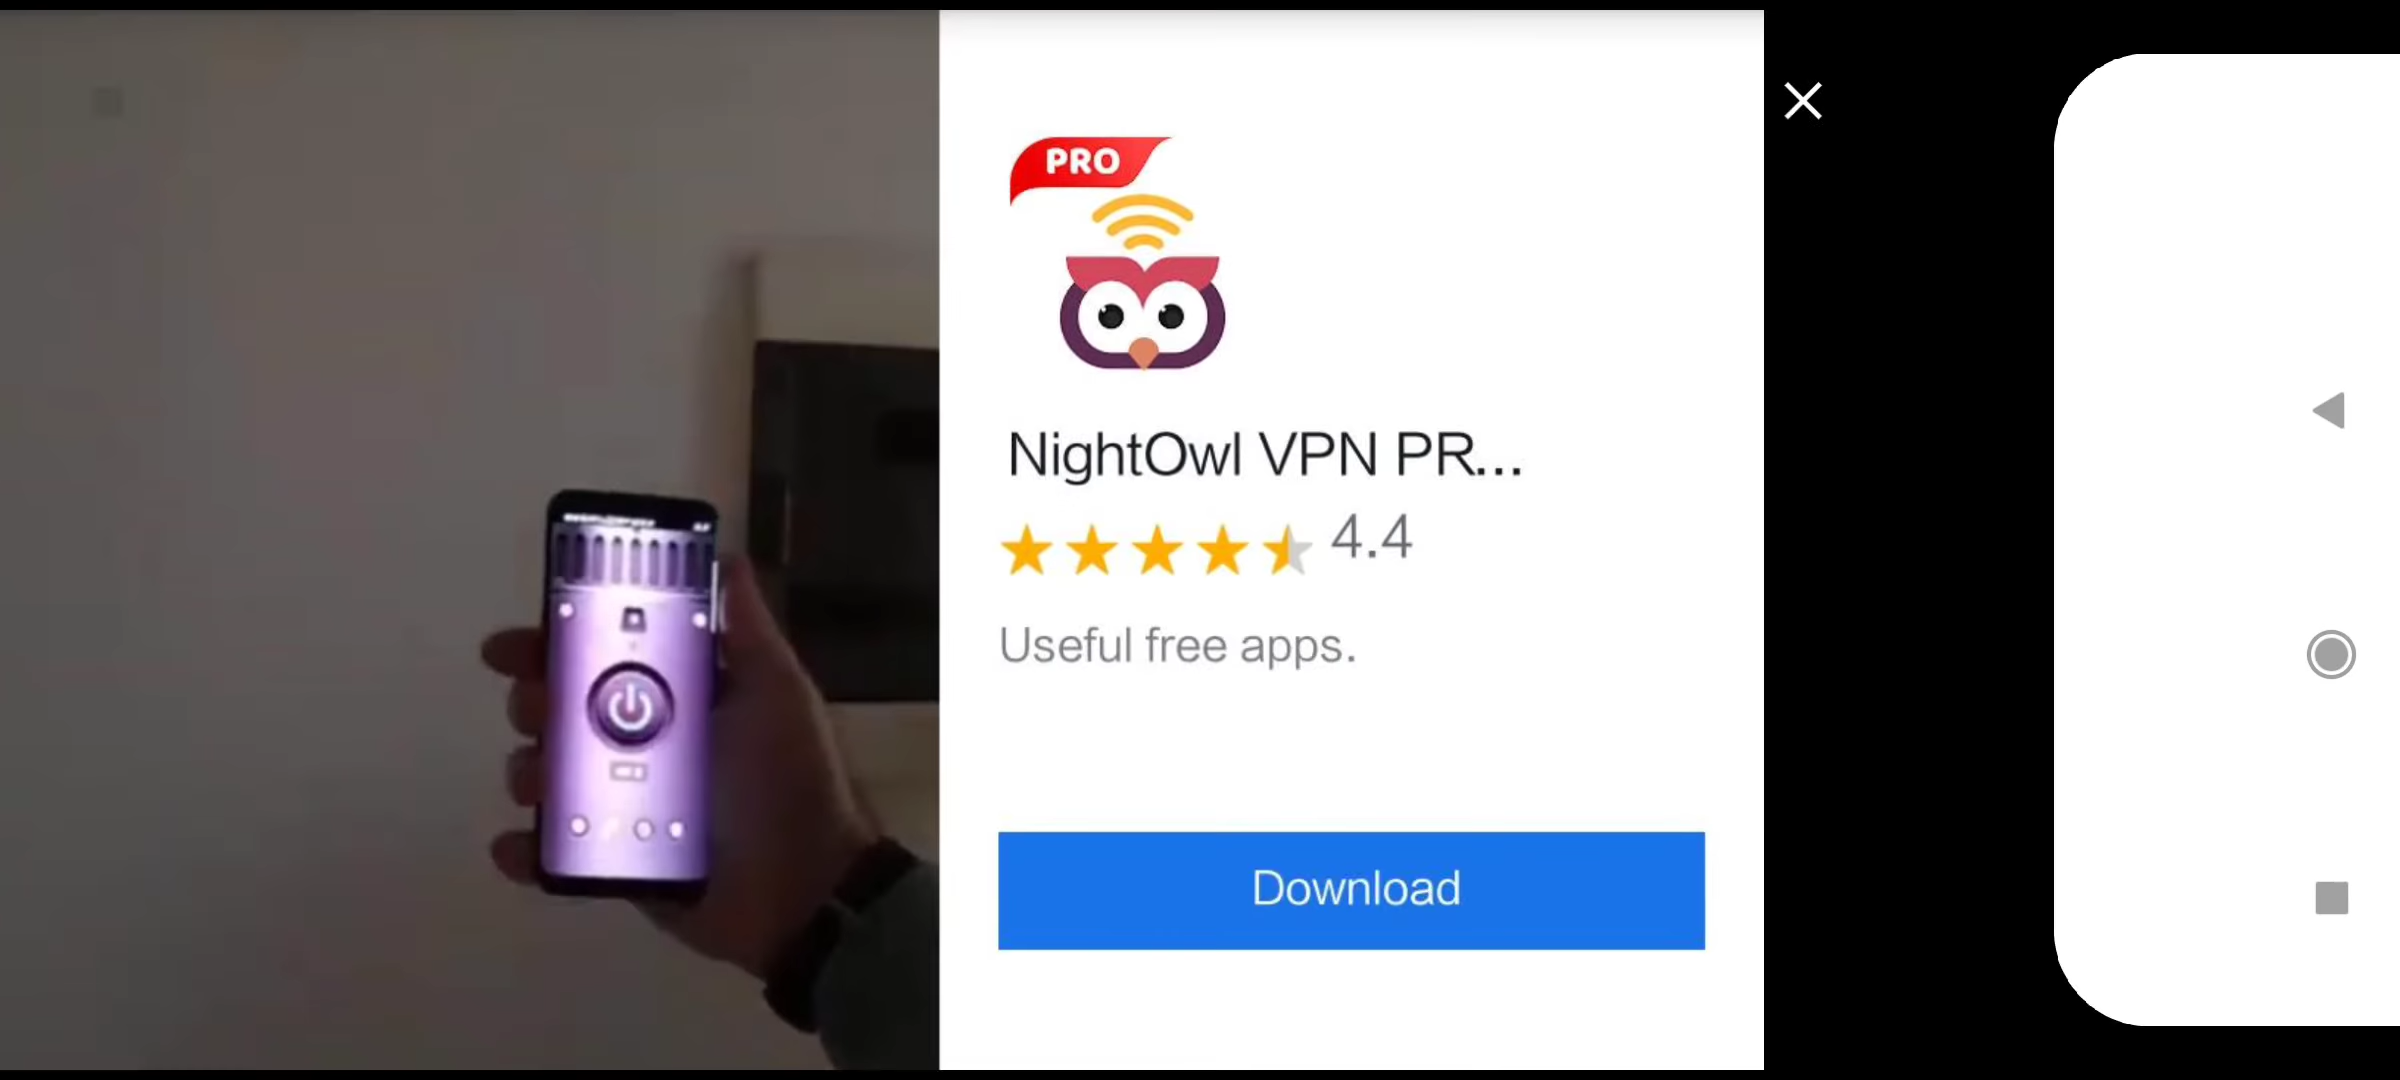 PRO
NightOwl VPN PR...
4.4
Useful free apps.
Download